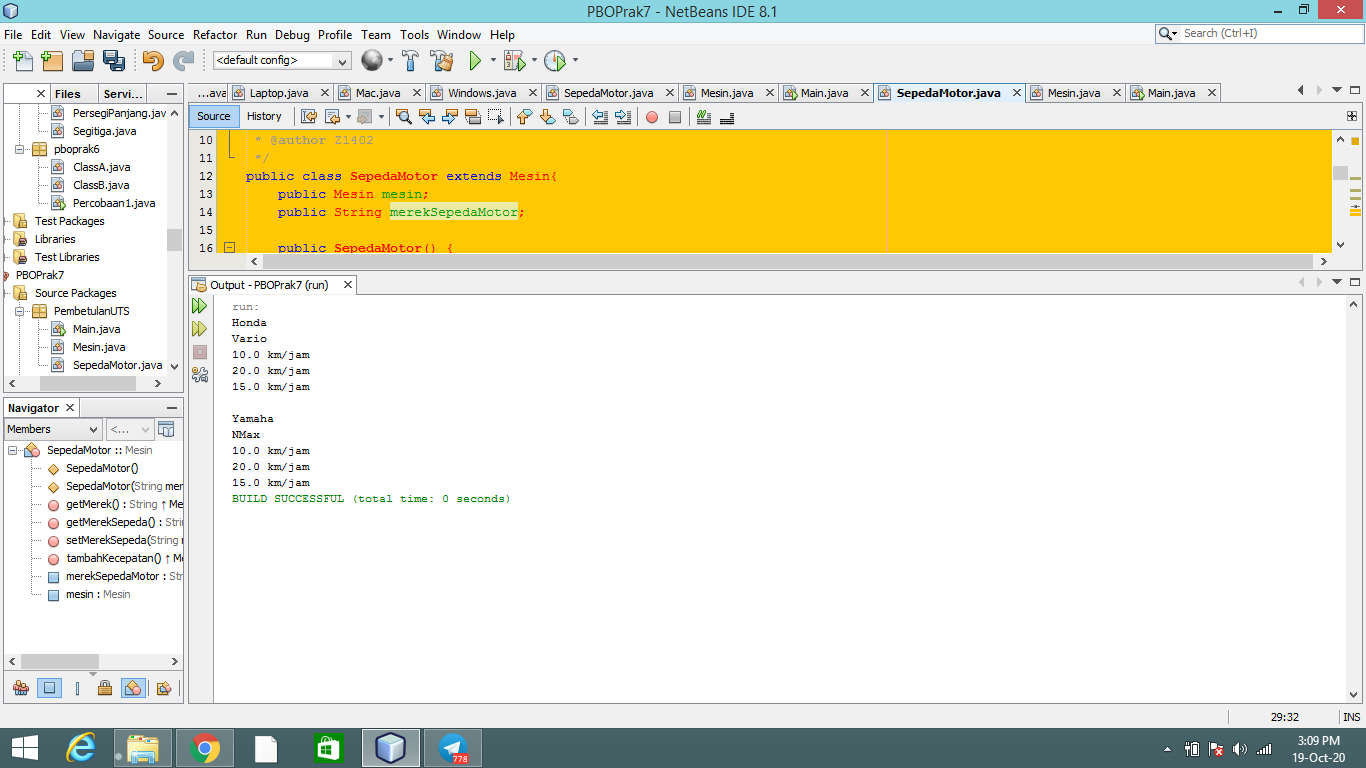 PBOPrak7 - NetBeans IDE 8.1
File Edit View Navigate Source Refactor Run Debug Profile Team Tools Window Help
Search (Ctrl+I)
<default config>
Files Servi...
...ava Laptop.java Mac.java Windows.java SepedaMotor.java Mesin.java Main.java SepedaMotor.java Mesin.java Main.java
Source History
PersegiPanjang.jav
Segitiga.java
pboprak6
ClassA.java
ClassB.java
Percobaan1.java
Test Packages
Libraries
Test Libraries
PBOPrak7
Source Packages
PembetulanUTS
Main.java
Mesin.java
SepedaMotor.java
10 * @author Z1402
11 */
12 public class SepedaMotor extends Mesin{
13 public Mesin mesin;
14 public String merekSepedaMotor;
15
16 public SepedaMotor() {
Output - PBOPrak7 (run)
run:
Honda
Vario
10.0 km/jam
20.0 km/jam
15.0 km/jam
Yamaha
NMax
10.0 km/jam
20.0 km/jam
15.0 km/jam
BUILD SUCCESSFUL (total time: 0 seconds)
Navigator
Members <...
SepedaMotor :: Mesin
SepedaMotor()
SepedaMotor(String mer
getMerek() : String ↑ Me
getMerekSepeda() : Stri
setMerekSepeda(String
tambahKecepatan() ↑ Me
merekSepedaMotor : Str
mesin : Mesin
29:32 INS
778
3:09 PM
19-Oct-20